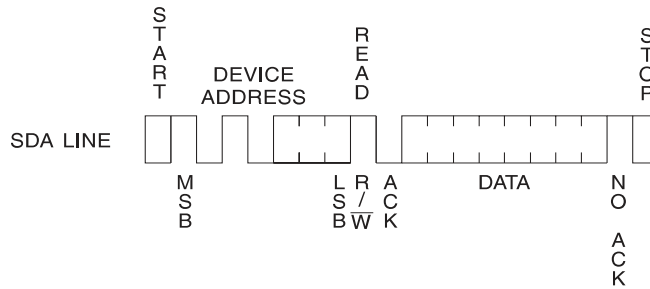 START
DEVICE
ADDRESS
READ
STOP
SDA LINE
MSB
LSB
R/W̅
ACK
DATA
NO ACK